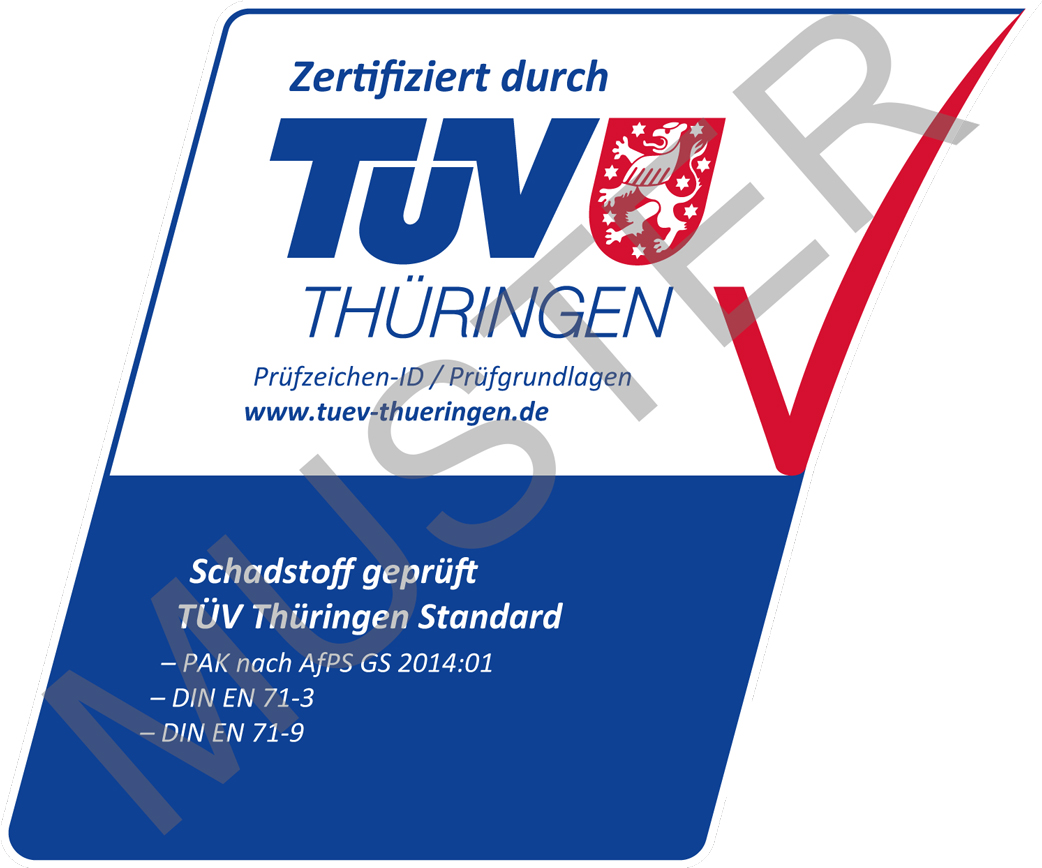 Zertifiziert durch
TÜV
THÜRINGEN
Prüfzeichen-ID / Prüfgrundlagen
www.tuev-thueringen.de
Schadstoff geprüft
TÜV Thüringen Standard
– PAK nach AfPS GS 2014:01
– DIN EN 71-3
– DIN EN 71-9
MUSTER